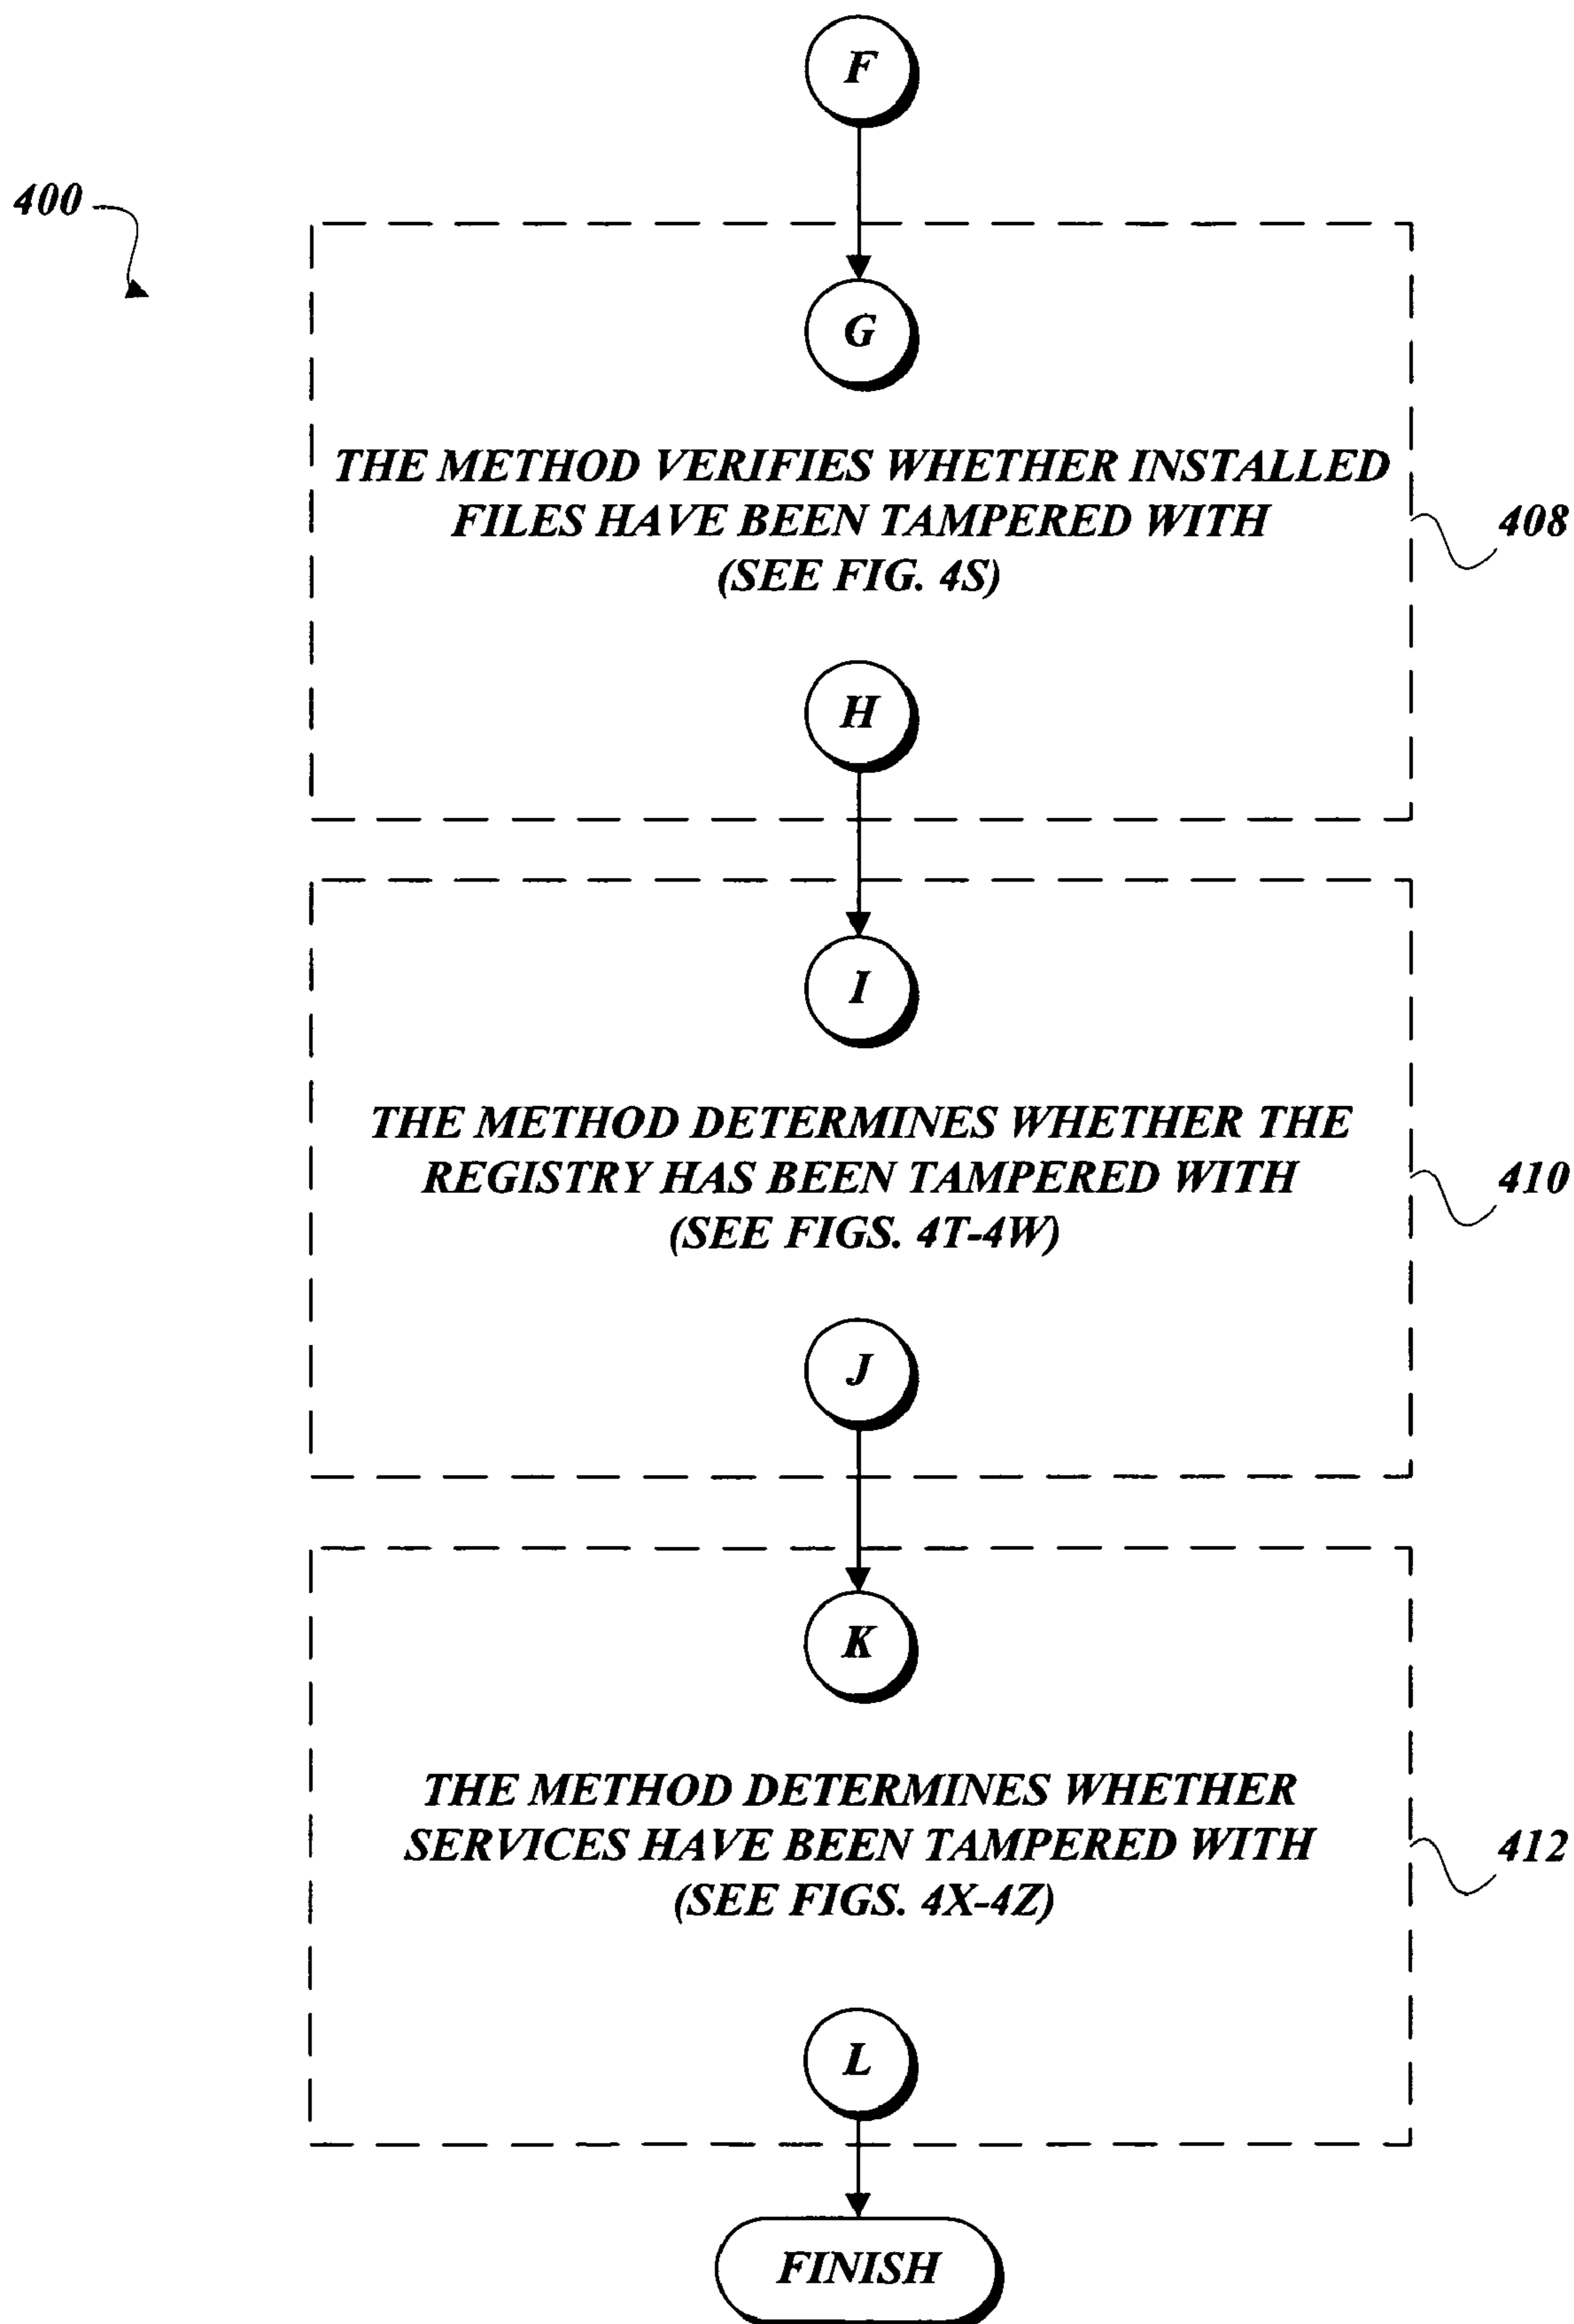 F
400
G
THE METHOD VERIFIES WHETHER INSTALLED
FILES HAVE BEEN TAMPERED WITH
(SEE FIG. 4S)
408
H
I
THE METHOD DETERMINES WHETHER THE
REGISTRY HAS BEEN TAMPERED WITH
(SEE FIGS. 4T-4W)
410
J
K
THE METHOD DETERMINES WHETHER
SERVICES HAVE BEEN TAMPERED WITH
(SEE FIGS. 4X-4Z)
412
L
FINISH